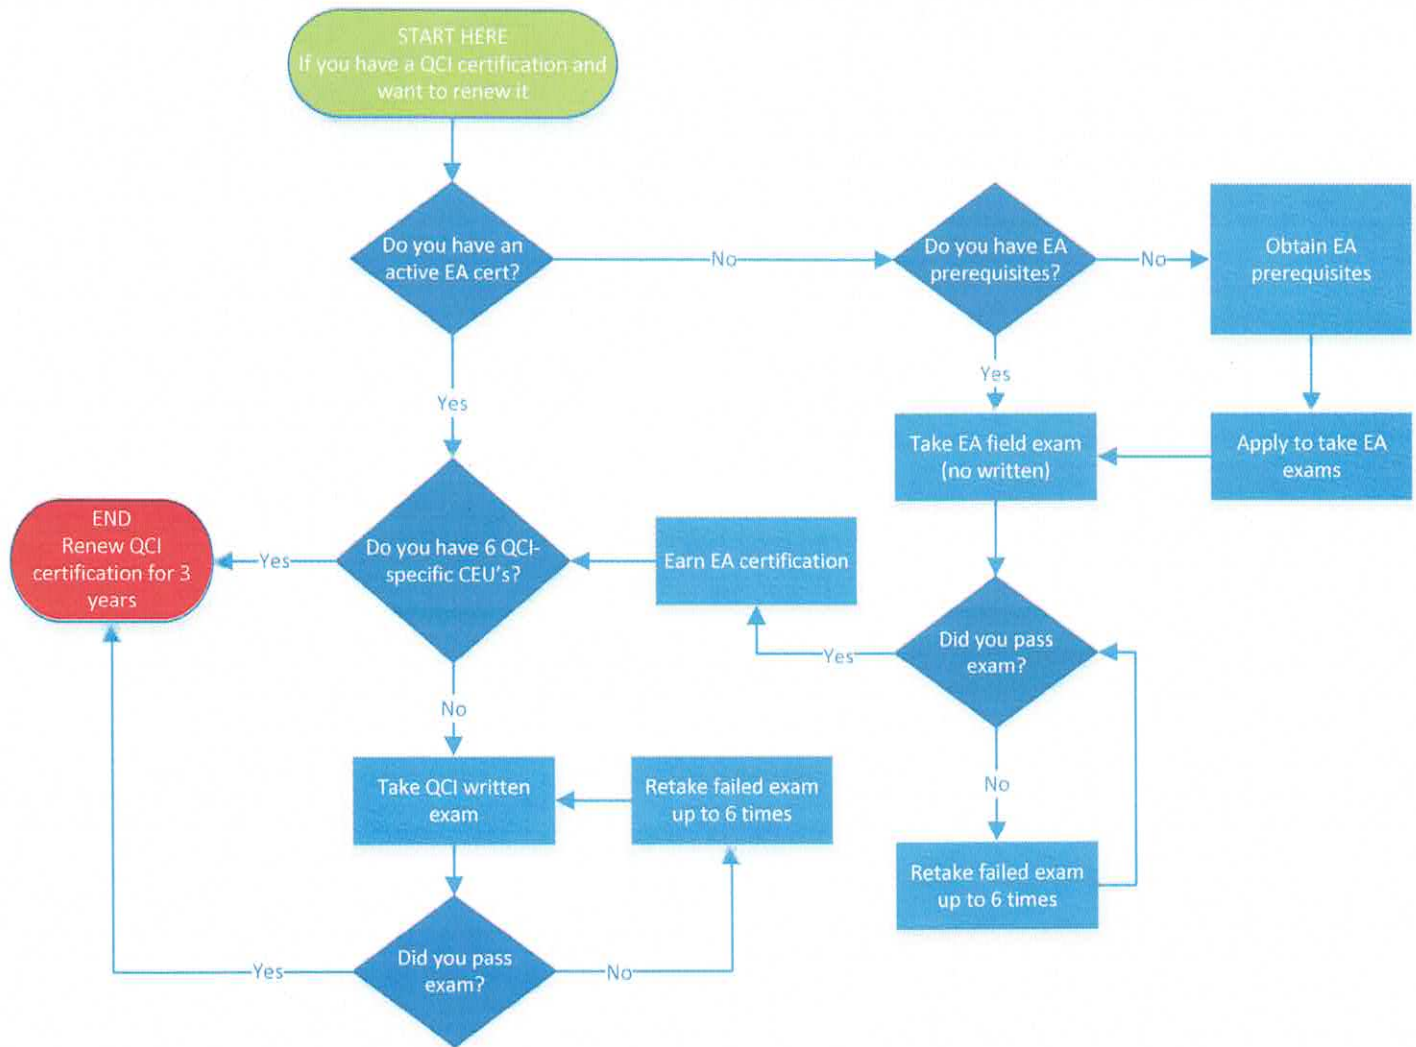 START HERE
If you have a QCI certification and
want to renew it
Do you have an
active EA cert?
No
Do you have EA
prerequisites?
No
Obtain EA
prerequisites
Yes
Yes
Take EA field exam
(no written)
Apply to take EA
exams
END
Renew QCI
certification for 3
years
Yes
Do you have 6 QCI-
specific CEU's?
Earn EA certification
Did you pass
exam?
Yes
No
Take QCI written
exam
Retake failed exam
up to 6 times
No
Retake failed exam
up to 6 times
Yes
Did you pass
exam?
No